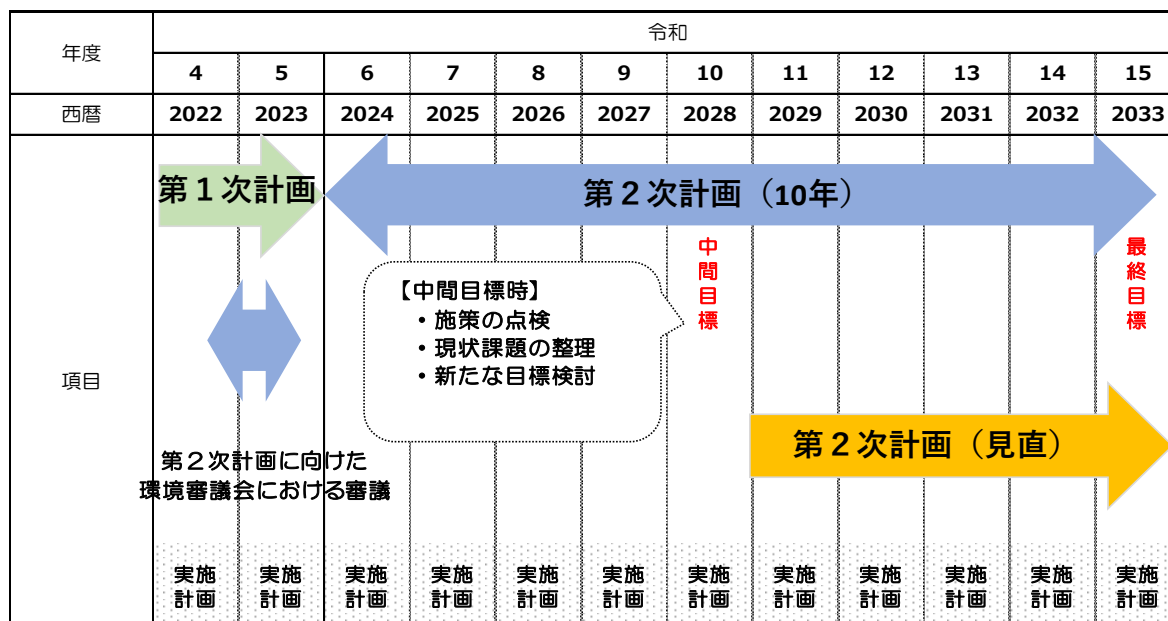 年度
令和
4 5 6 7 8 9 10 11 12 13 14 15
西暦 2022 2023 2024 2025 2026 2027 2028 2029 2030 2031 2032 2033
項目
第１次計画
第２次計画（10年）
中間目標
最終目標
【中間目標時】
・施策の点検
・現状課題の整理
・新たな目標検討
第２次計画（見直）
第２次計画に向けた
環境審議会における審議
実施 実施 実施 実施 実施 実施 実施 実施 実施 実施 実施 実施
計画 計画 計画 計画 計画 計画 計画 計画 計画 計画 計画 計画